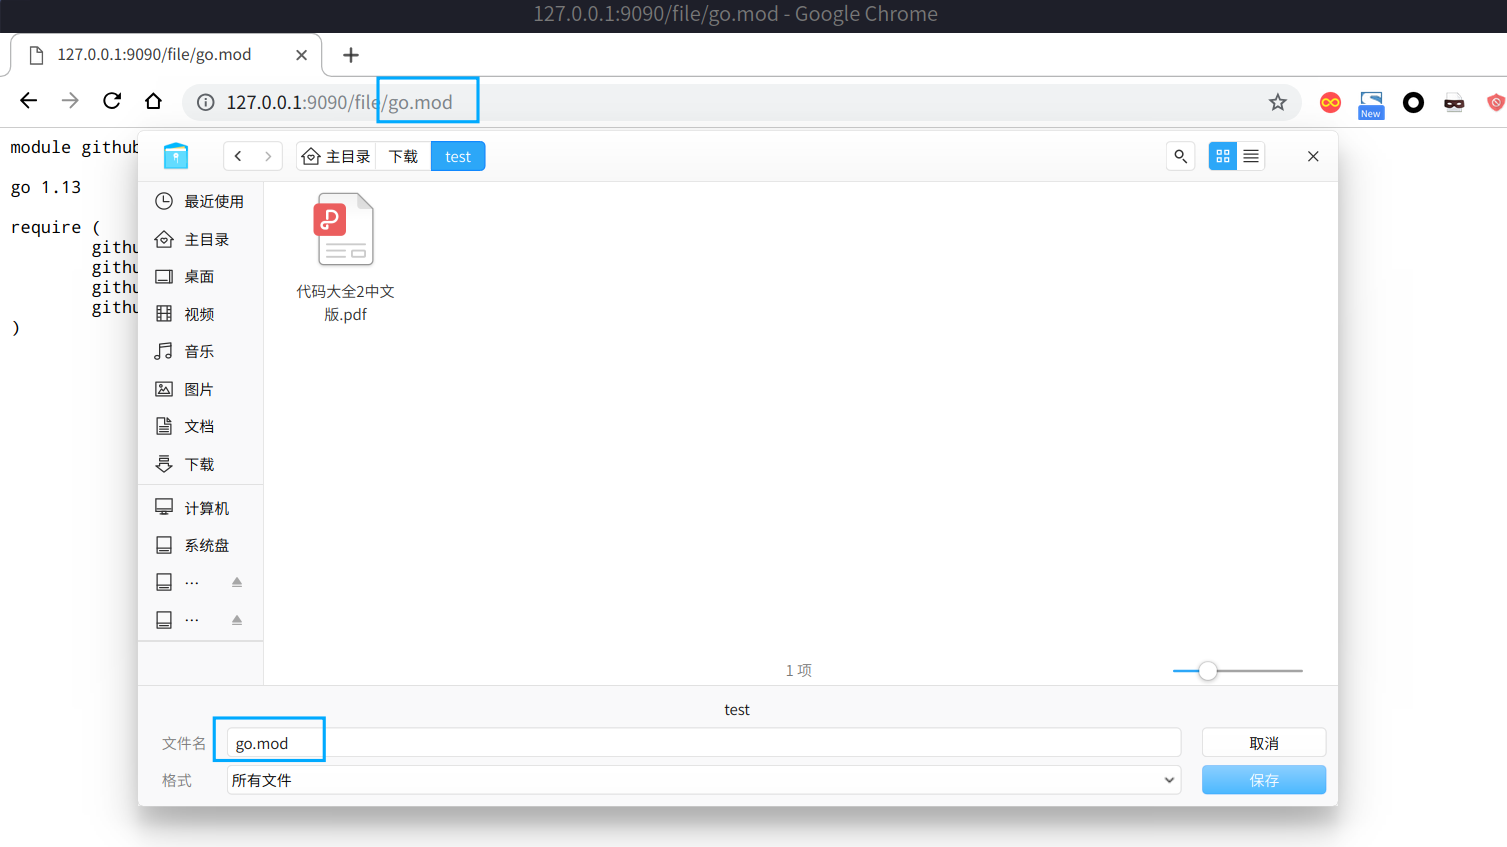 127.0.0.1:9090/file/go.mod - Google Chrome
127.0.0.1:9090/file/go.mod
127.0.0.1:9090/file/go.mod
New
module github
go 1.13
require (
githu
githu
githu
githu
)
主目录 下载 test
最近使用
主目录
桌面
视频
音乐
图片
文档
下载
计算机
系统盘
...
...
代码大全2中文
版.pdf
1 项
test
文件名 go.mod 取消
格式 所有文件 保存